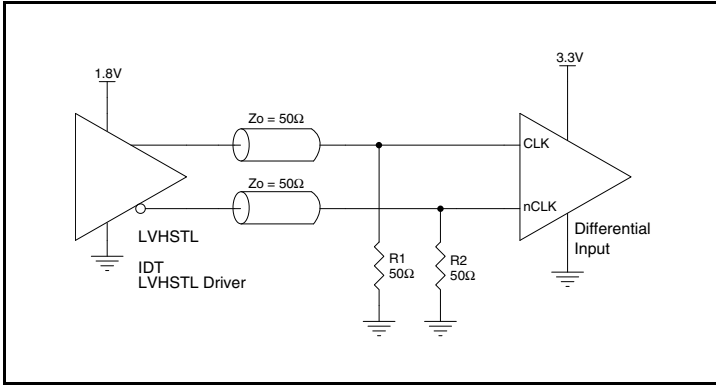 1.8V
3.3V
Zo = 50Ω
CLK
Zo = 50Ω
nCLK
LVHSTL
IDT
LVHSTL Driver
Differential
Input
R1
50Ω
R2
50Ω